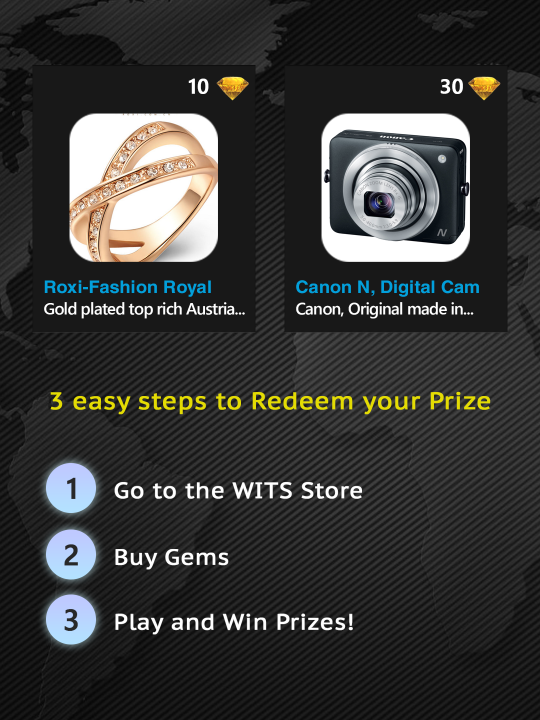 10
30
Canon
N
Roxi-Fashion Royal
Gold plated top rich Austria...
Canon N, Digital Cam
Canon, Original made in...
3 easy steps to Redeem your Prize
1 Go to the WITS Store
2 Buy Gems
3 Play and Win Prizes!